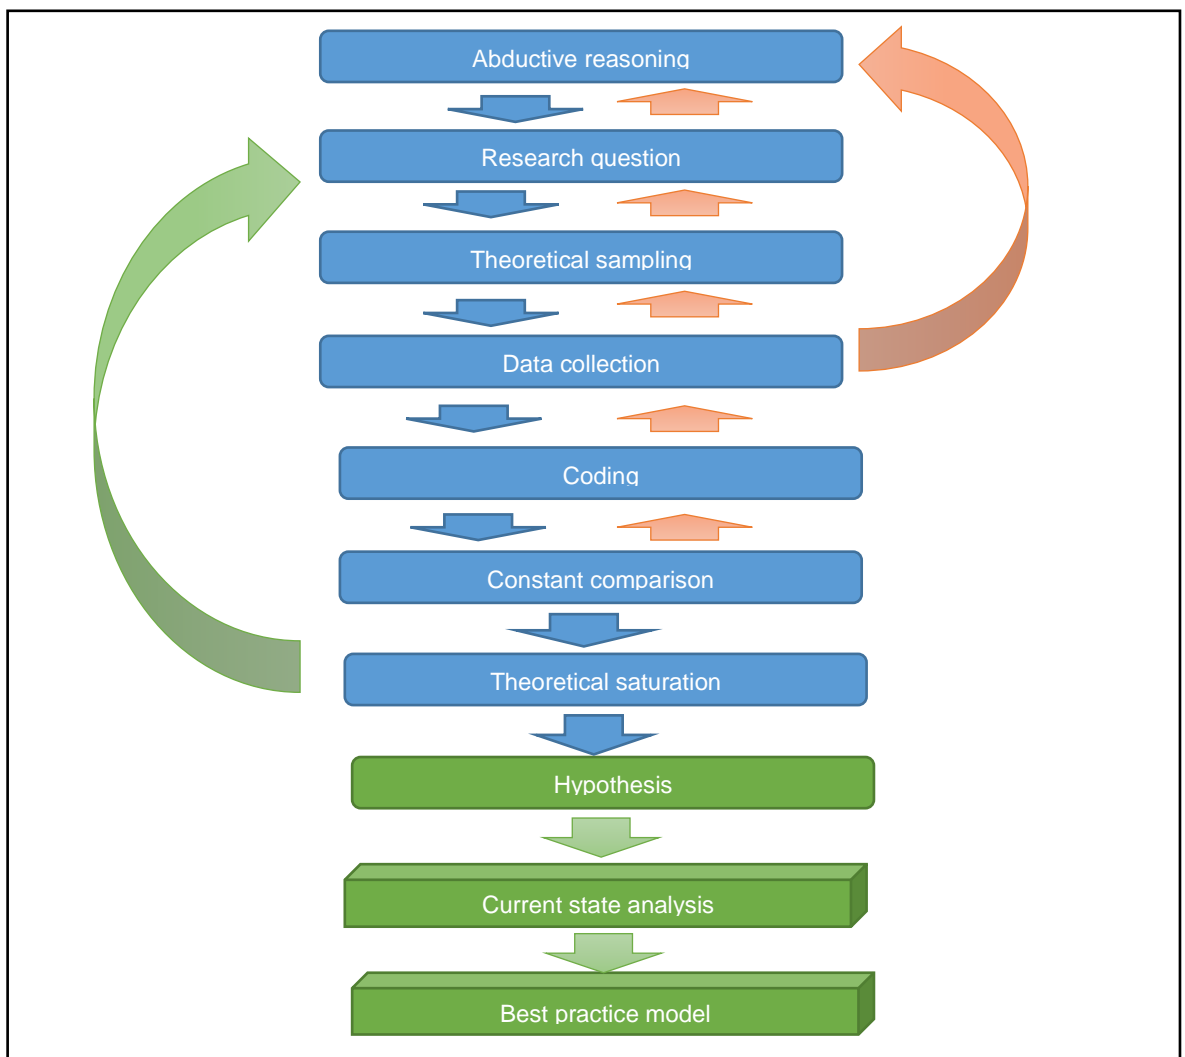 Abductive reasoning
Research question
Theoretical sampling
Data collection
Coding
Constant comparison
Theoretical saturation
Hypothesis
Current state analysis
Best practice model